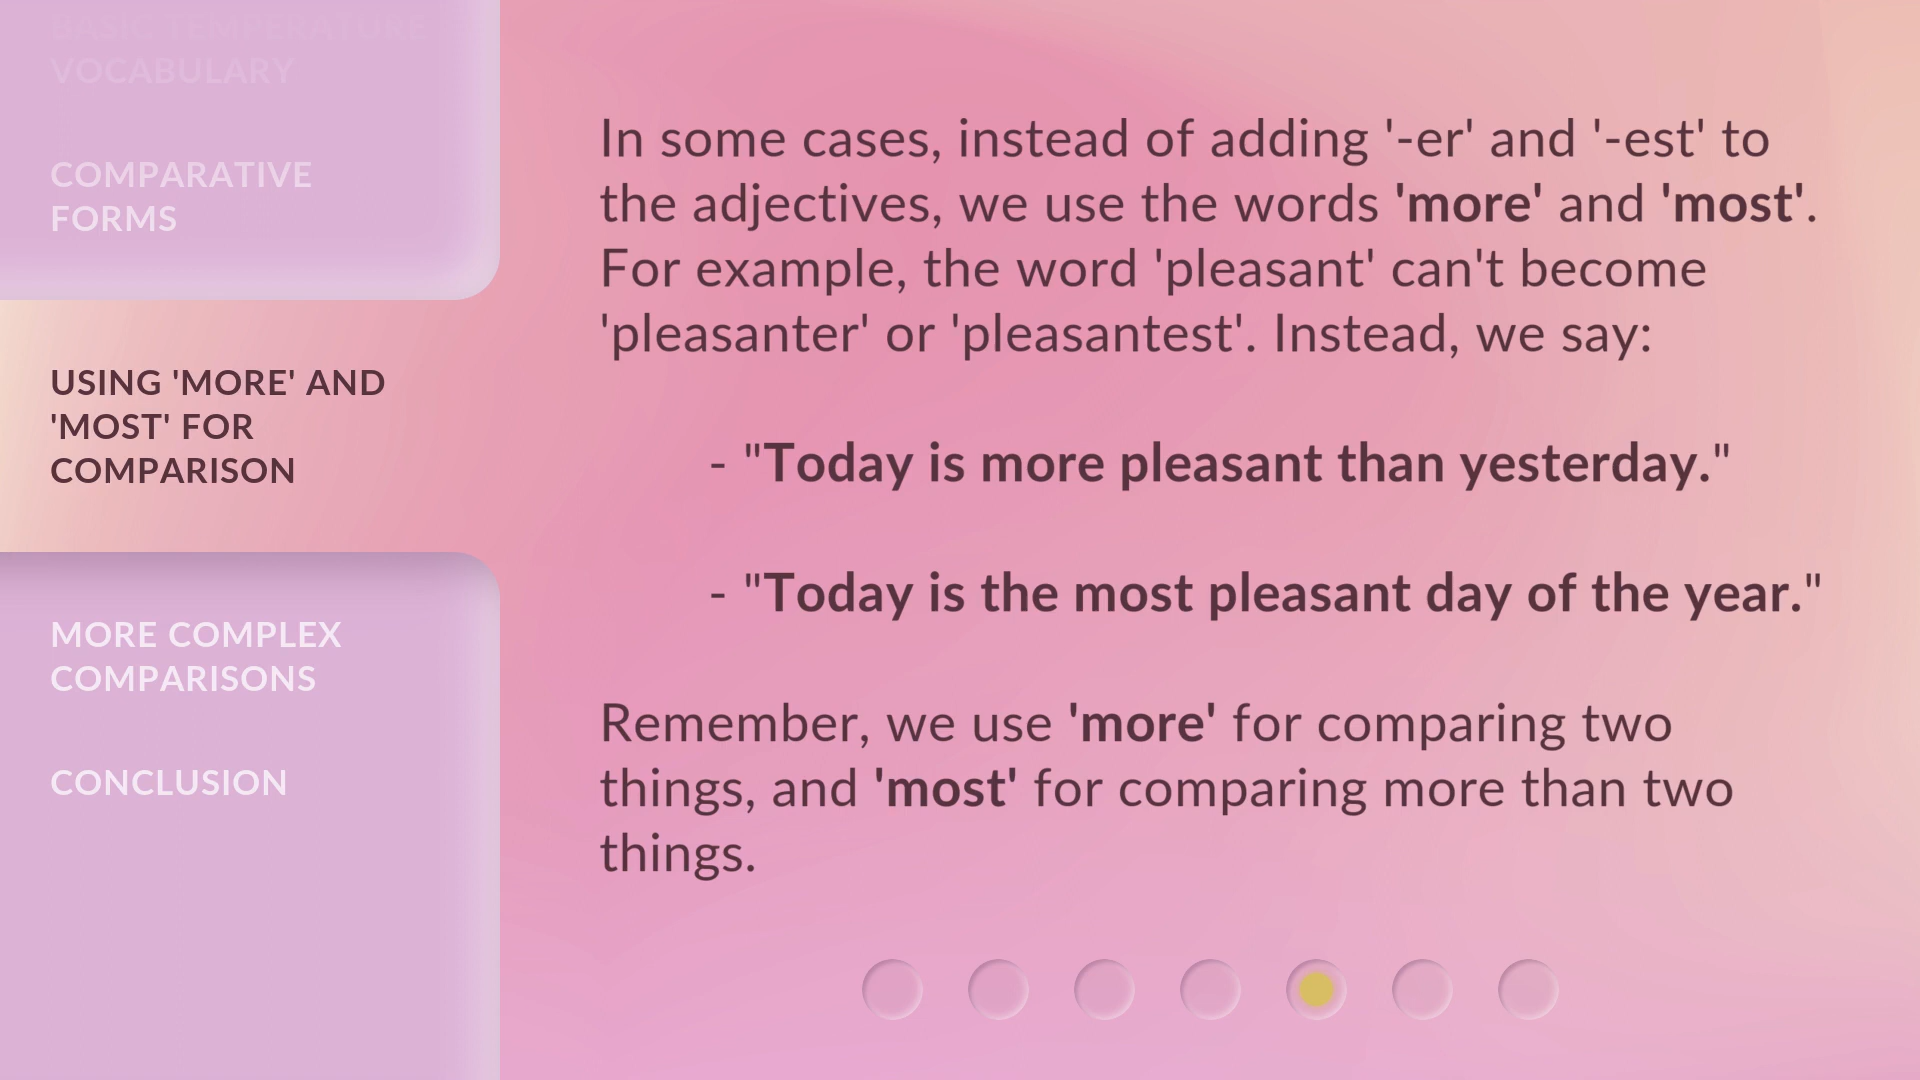 BASIC TEMPERATURE
VOCABULARY
COMPARATIVE
FORMS
USING 'MORE' AND
'MOST' FOR
COMPARISON
MORE COMPLEX
COMPARISONS
CONCLUSION
In some cases, instead of adding '-er' and '-est' to
the adjectives, we use the words 'more' and 'most'.
For example, the word 'pleasant' can't become
'pleasanter' or 'pleasantest'. Instead, we say:
- "Today is more pleasant than yesterday."
- "Today is the most pleasant day of the year."
Remember, we use 'more' for comparing two
things, and 'most' for comparing more than two
things.